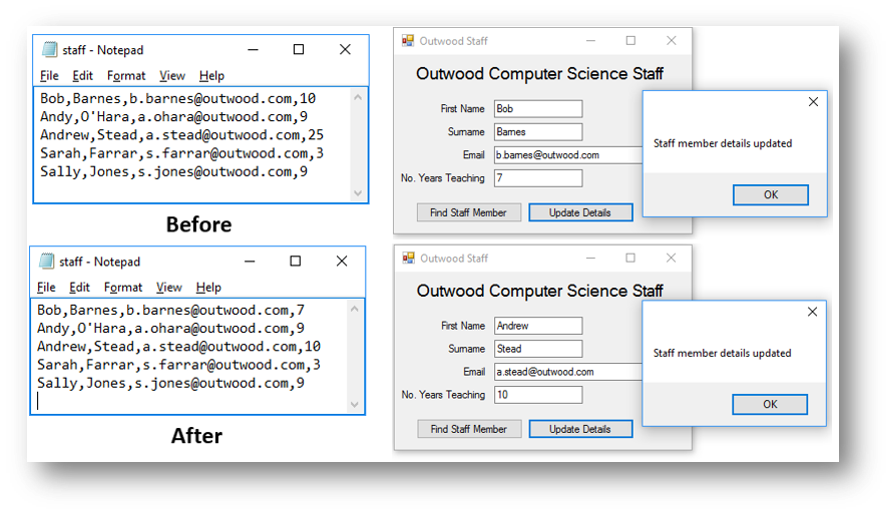 staff - Notepad
File Edit Format View Help
Bob,Barnes,b.barnes@outwood.com,10
Andy,O'Hara,a.ohara@outwood.com,9
Andrew,Stead,a.stead@outwood.com,25
Sarah,Farrar,s.farrar@outwood.com,3
Sally,Jones,s.jones@outwood.com,9
Before
Outwood Staff
Outwood Computer Science Staff
First Name Bob
Surname Barnes
Email b.barnes@outwood.com
No. Years Teaching 7
Find Staff Member Update Details
Staff member details updated
OK
staff - Notepad
File Edit Format View Help
Bob,Barnes,b.barnes@outwood.com,7
Andy,O'Hara,a.ohara@outwood.com,9
Andrew,Stead,a.stead@outwood.com,10
Sarah,Farrar,s.farrar@outwood.com,3
Sally,Jones,s.jones@outwood.com,9
After
Outwood Staff
Outwood Computer Science Staff
First Name Andrew
Surname Stead
Email a.stead@outwood.com
No. Years Teaching 10
Find Staff Member Update Details
Staff member details updated
OK